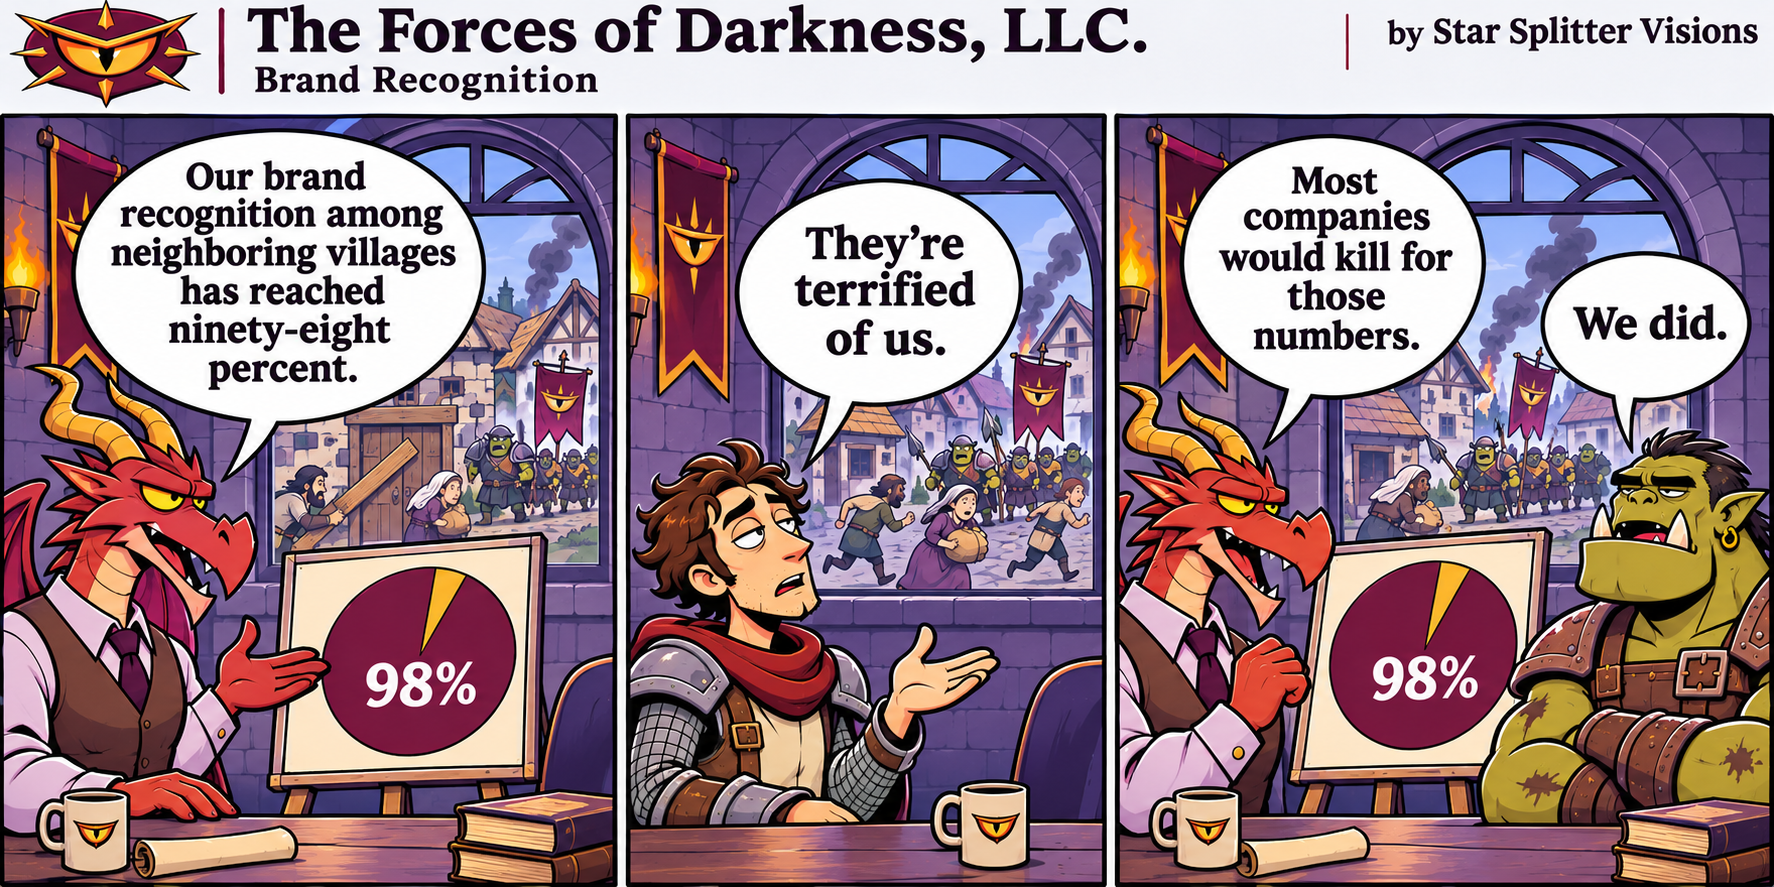 The Forces of Darkness, LLC.
Brand Recognition
by Star Splitter Visions
Our brand
recognition among
neighboring villages
has reached
ninety-eight
percent.
98%
They're
terrified
of us.
Most
companies
would kill for
those
numbers.
We did.
98%